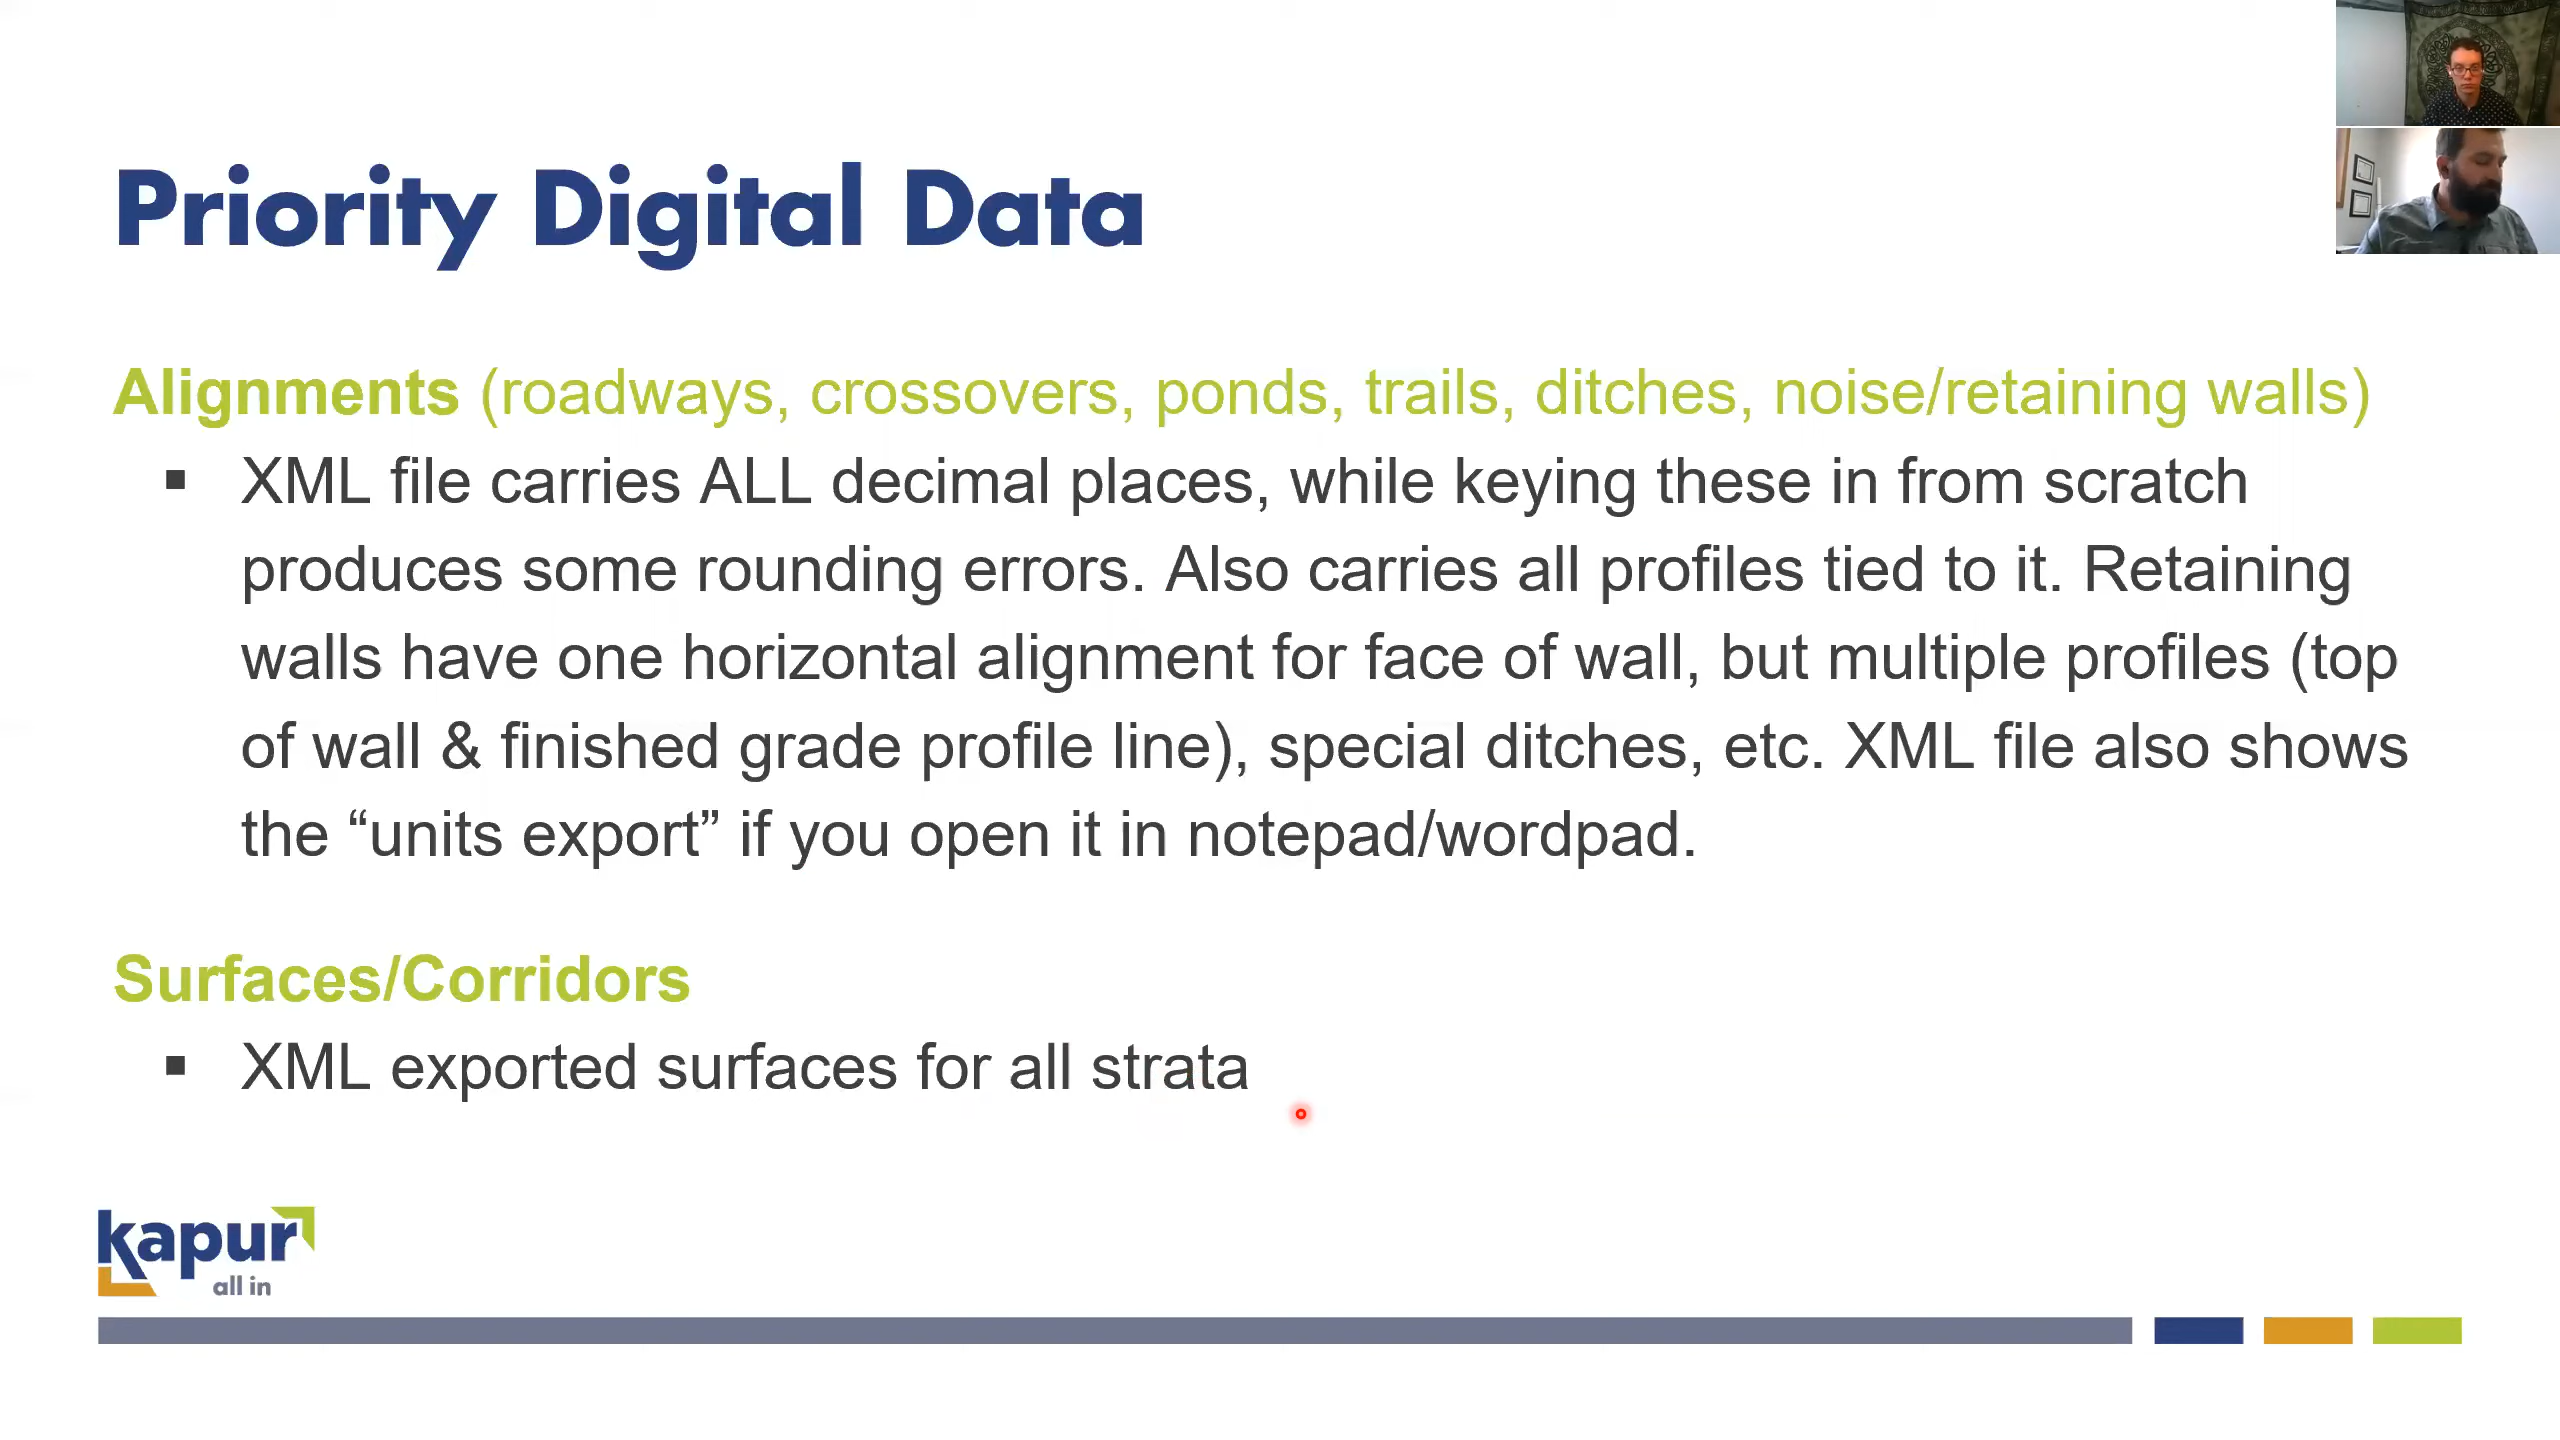 Priority Digital Data
Alignments (roadways, crossovers, ponds, trails, ditches, noise/retaining walls)
▪ XML file carries ALL decimal places, while keying these in from scratch
produces some rounding errors. Also carries all profiles tied to it. Retaining
walls have one horizontal alignment for face of wall, but multiple profiles (top
of wall & finished grade profile line), special ditches, etc. XML file also shows
the “units export” if you open it in notepad/wordpad.
Surfaces/Corridors
▪ XML exported surfaces for all strata
kapur
all in